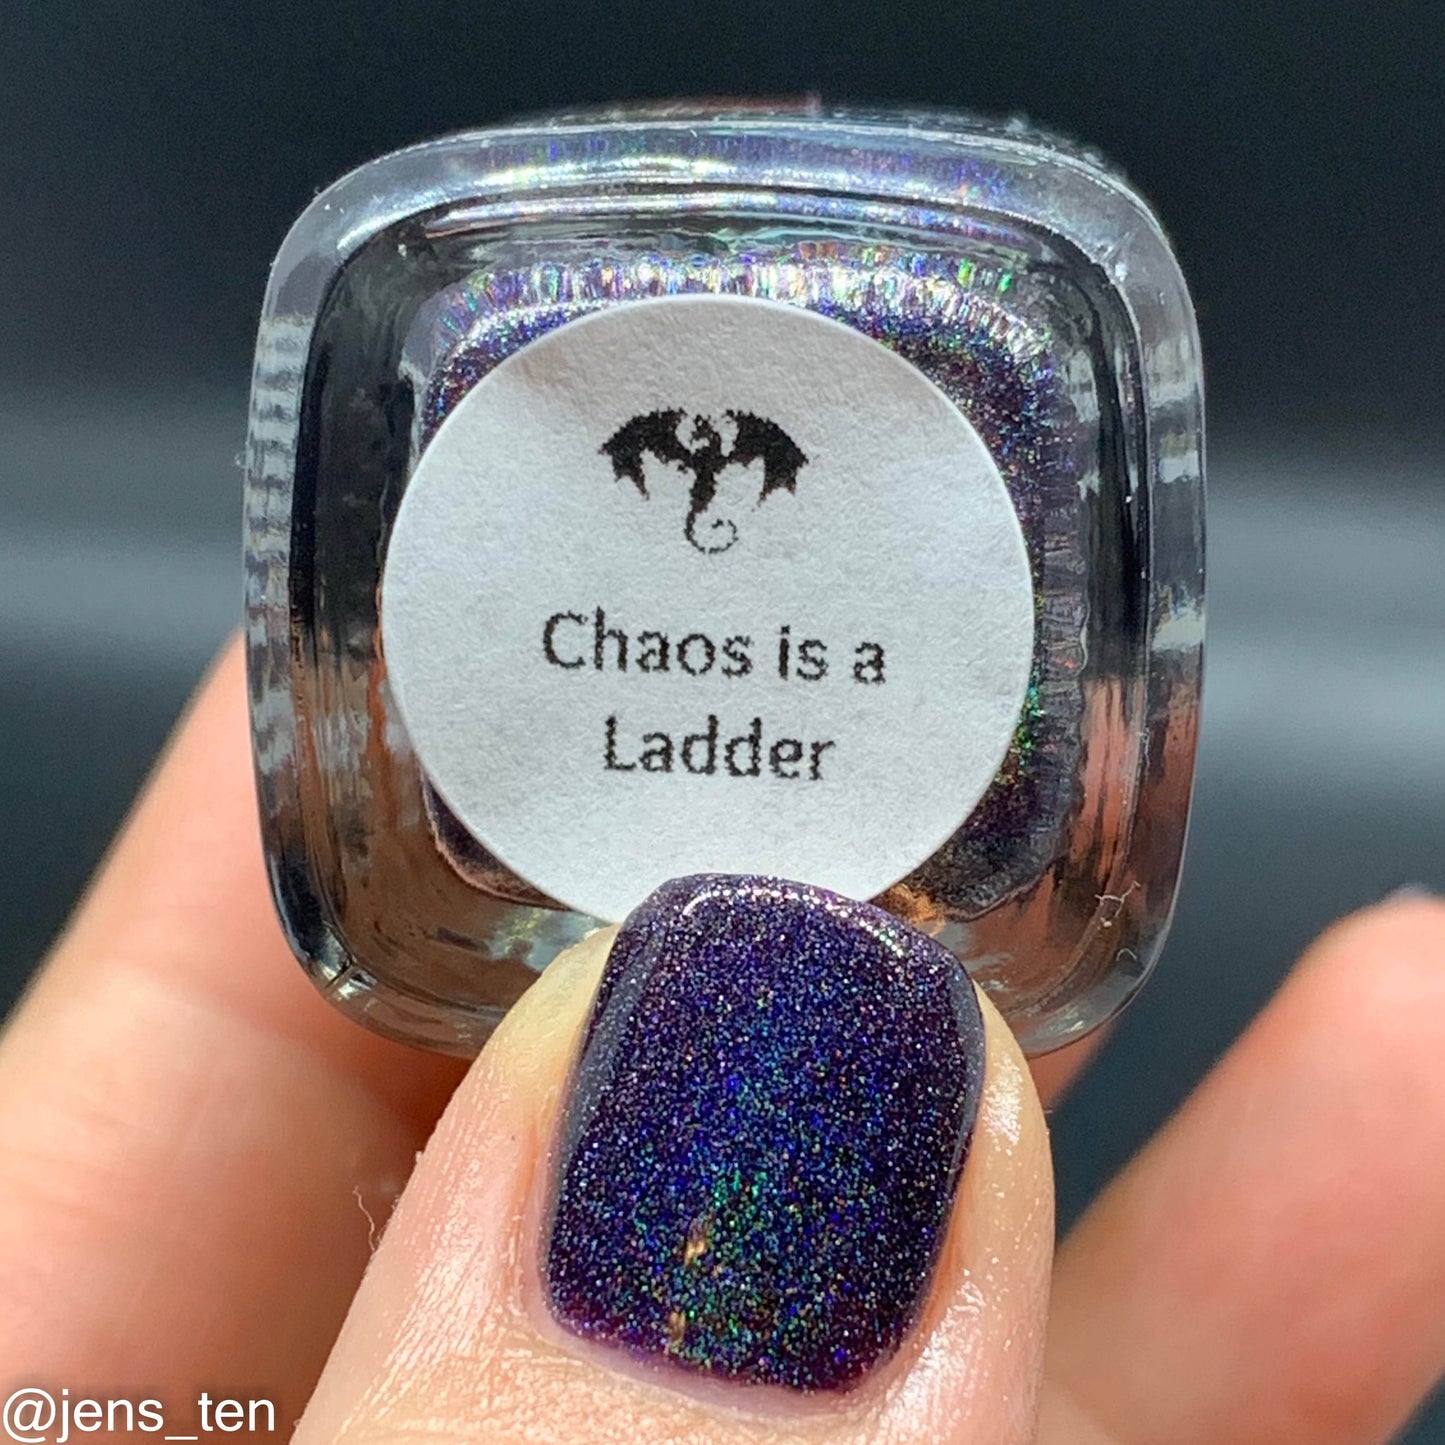 Chaos is a
Ladder
@jens_ten